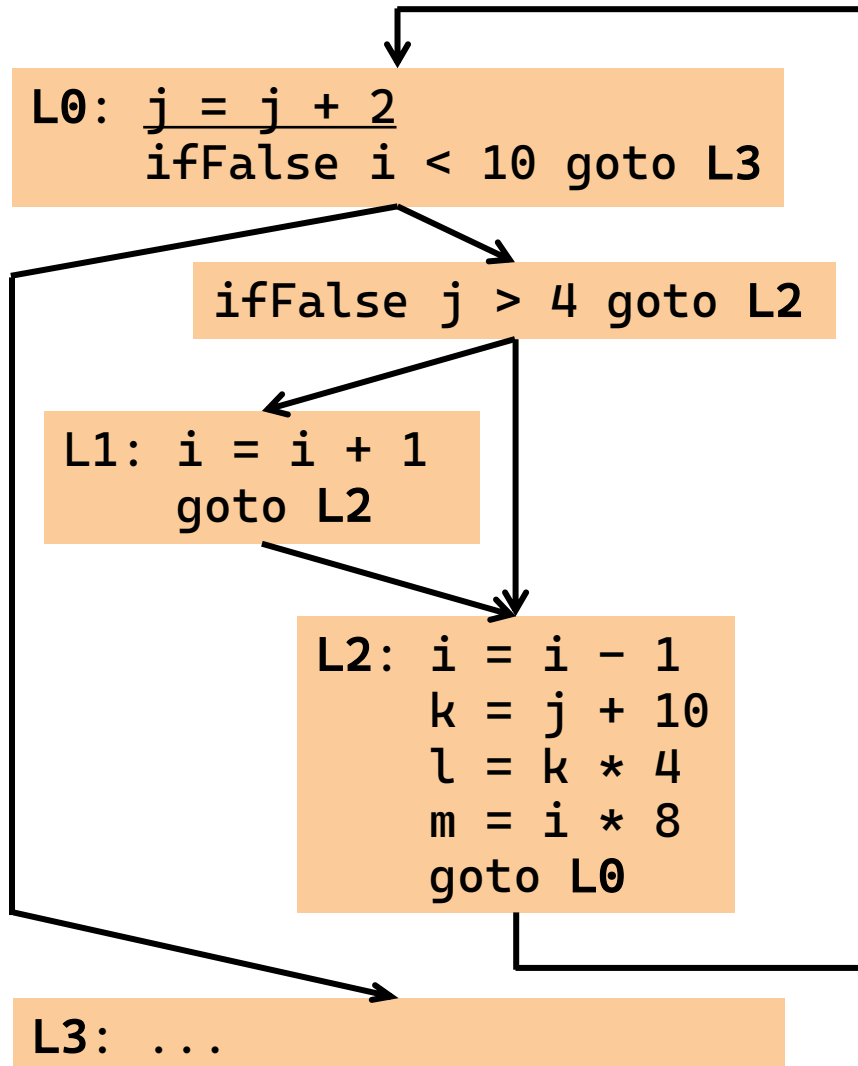 L0: j = j + 2
ifFalse i < 10 goto L3
ifFalse j > 4 goto L2
L1: i = i + 1
goto L2
L2: i = i − 1
k = j + 10
l = k * 4
m = i * 8
goto L0
L3: ...